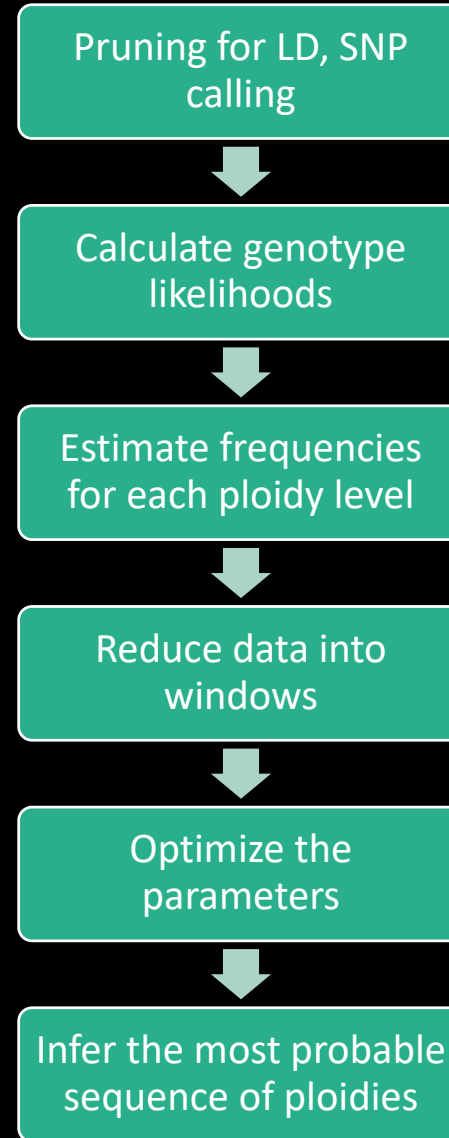 Pruning for LD, SNP
calling
Calculate genotype
likelihoods
Estimate frequencies
for each ploidy level
Reduce data into
windows
Optimize the
parameters
Infer the most probable
sequence of ploidies